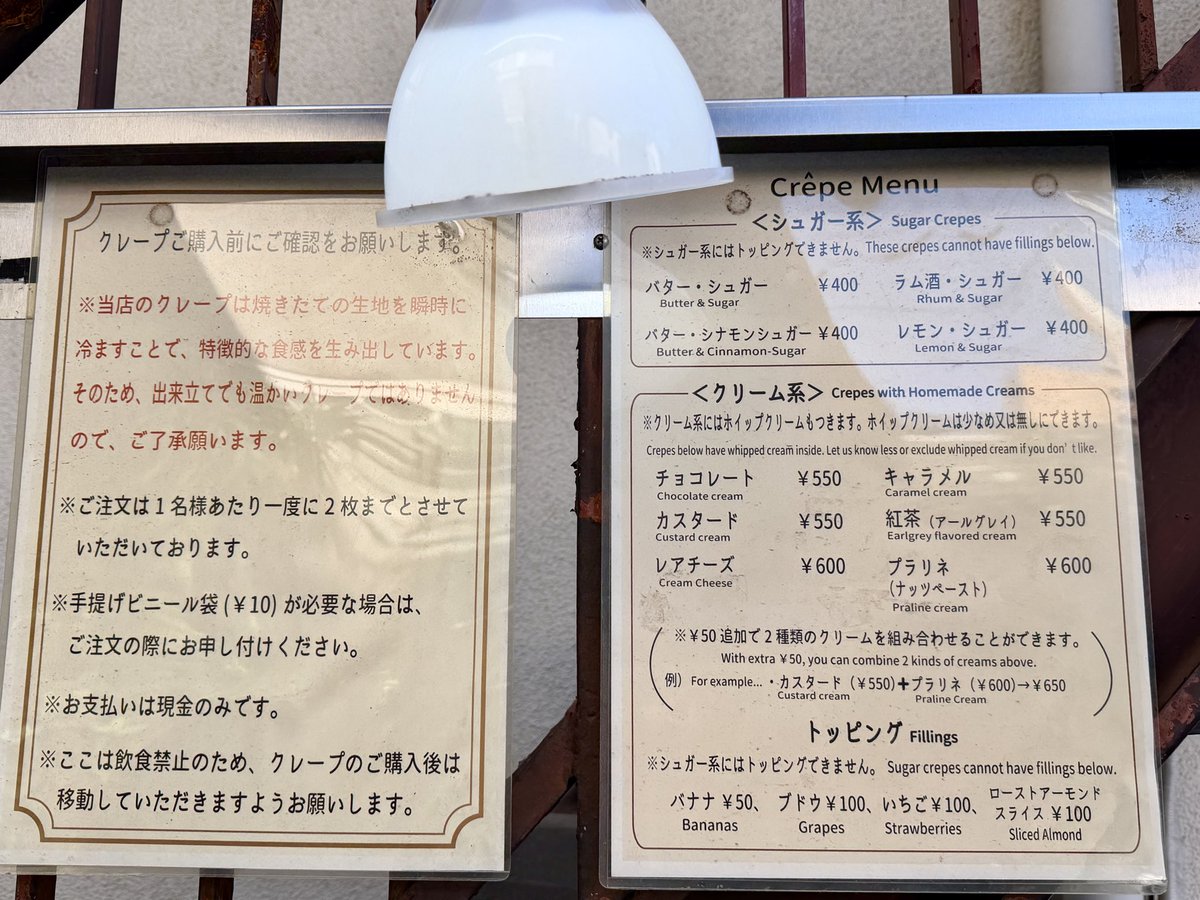 クレープご購入前にご確認をお願いします。
※当店のクレープは焼きたての生地を瞬時に
冷ますことで、特徴的な食感を生み出しています。
そのため、出来立てでも温かいクレープではありません
ので、ご了承願います。
※ご注文は1名様あたり一度に2枚までとさせて
いただいております。
※手提げビニール袋(¥10)が必要な場合は、
ご注文の際にお申し付けください。
※お支払いは現金のみです。
※ここは飲食禁止のため、クレープのご購入後は
移動していただきますようお願いします。
Crêpe Menu
＜シュガー系＞ Sugar Crepes
※シュガー系にはトッピングできません。These crepes cannot have fillings below.
バター・シュガー ¥400 ラム酒・シュガー ¥400
Butter & Sugar Rhum & Sugar
バター・シナモンシュガー ¥400 レモン・シュガー ¥400
Butter & Cinnamon-Sugar Lemon & Sugar
＜クリーム系＞ Crepes with Homemade Creams
※クリーム系にはホイップクリームもつきます。ホイップクリームは少なめ又は無しにできます。
Crepes below have whipped cream inside. Let us know less or exclude whipped cream if you don't like.
チョコレート ¥550 キャラメル ¥550
Chocolate cream Caramel cream
カスタード ¥550 紅茶（アールグレイ） ¥550
Custard cream Earlgrey flavored cream
レアチーズ ¥600 プラリネ ¥600
Cream Cheese （ナッツペースト）
Praline cream
※¥50追加で2種類のクリームを組み合わせることができます。
With extra ¥50, you can combine 2 kinds of creams above.
例）For example... ・カスタード（¥550）+プラリネ（¥600）→¥650
Custard cream Praline Cream
トッピング Fillings
※シュガー系にはトッピングできません。 Sugar crepes cannot have fillings below.
バナナ ¥50、 ブドウ¥100、 いちご¥100、 ローストアーモンド
スライス ¥100
Bananas Grapes Strawberries Sliced Almond